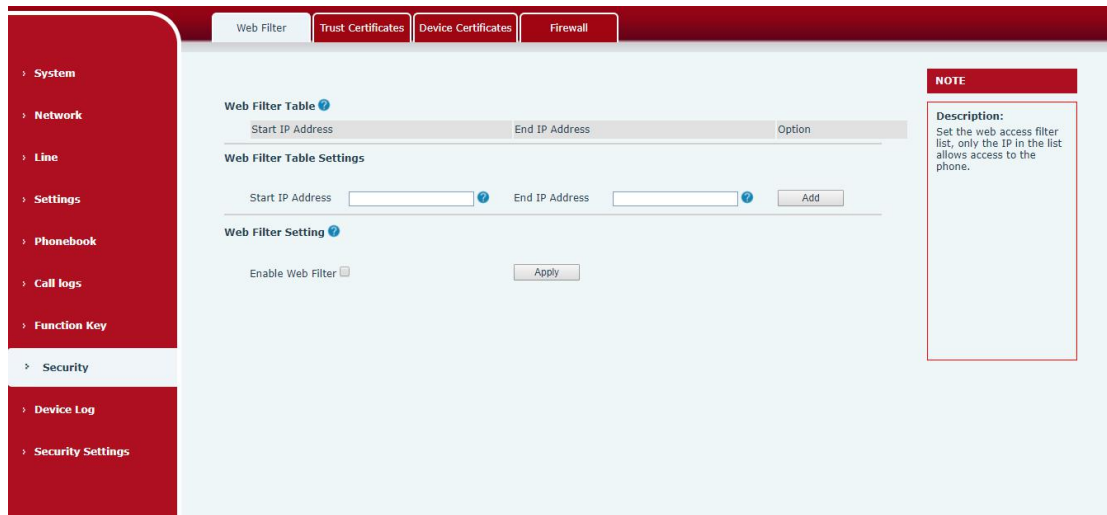 Web Filter
Trust Certificates
Device Certificates
Firewall
System
Network
Line
Settings
Phonebook
Call logs
Function Key
Security
Device Log
Security Settings
Web Filter Table ?
Start IP Address End IP Address Option
Web Filter Table Settings
Start IP Address ? End IP Address ? Add
Web Filter Setting ?
Enable Web Filter Apply
NOTE
Description:
Set the web access filter
list, only the IP in the list
allows access to the
phone.